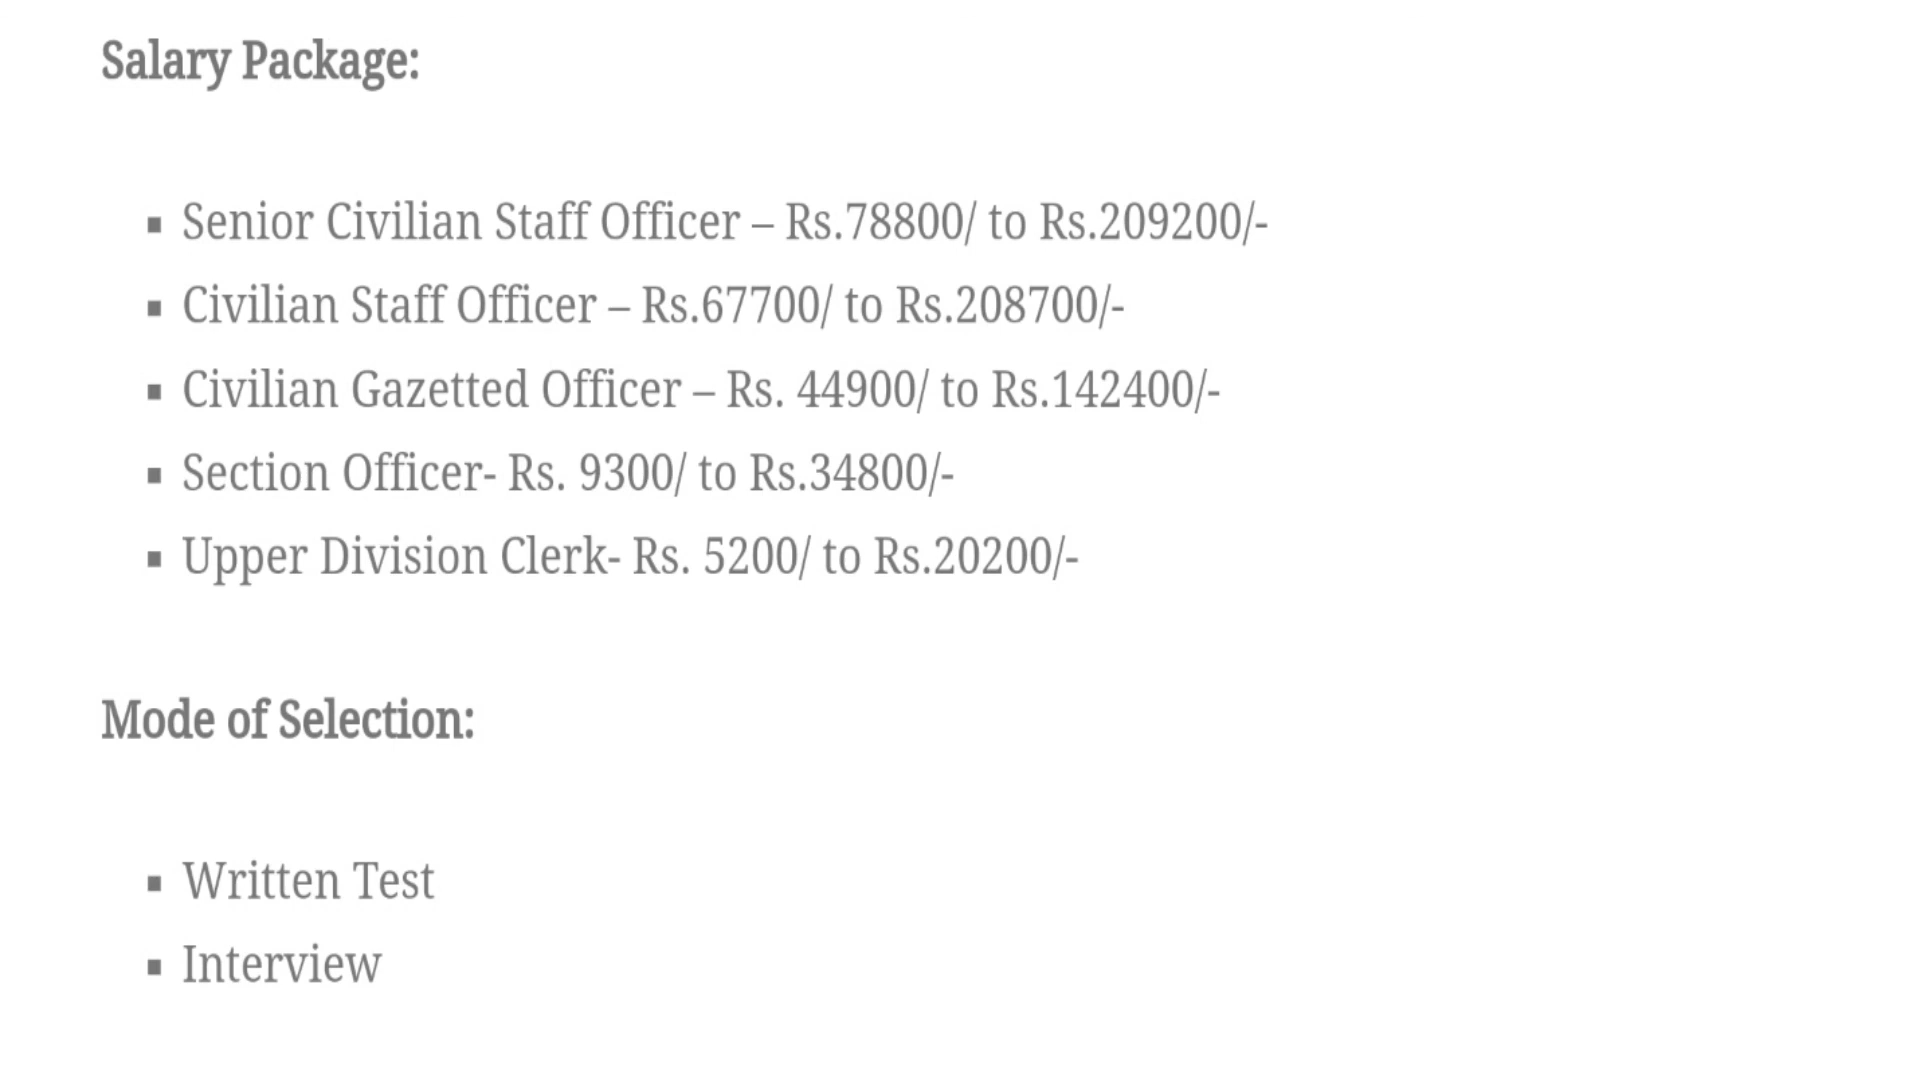 Salary Package:
▪ Senior Civilian Staff Officer – Rs.78800/ to Rs.209200/-
▪ Civilian Staff Officer – Rs.67700/ to Rs.208700/-
▪ Civilian Gazetted Officer – Rs. 44900/ to Rs.142400/-
▪ Section Officer- Rs. 9300/ to Rs.34800/-
▪ Upper Division Clerk- Rs. 5200/ to Rs.20200/-
Mode of Selection:
▪ Written Test
▪ Interview